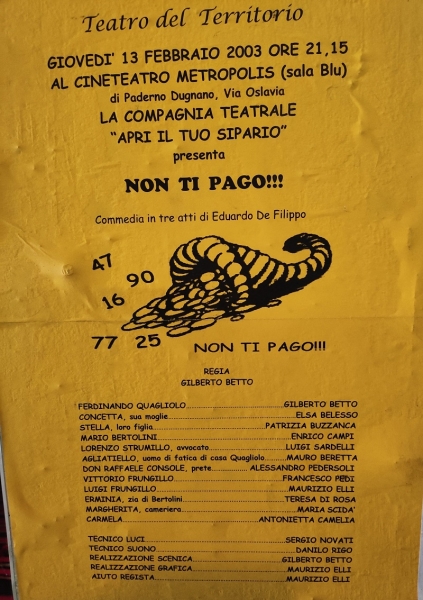 Teatro del Territorio
GIOVEDI' 13 FEBBRAIO 2003 ORE 21,15
AL CINETEATRO METROPOLIS (sala Blu)
di Paderno Dugnano, Via Oslavia
LA COMPAGNIA TEATRALE
"APRI IL TUO SIPARIO"
presenta
NON TI PAGO!!!
Commedia in tre atti di Eduardo De Filippo
47
90
16
77 25
NON TI PAGO!!!
REGIA
GILBERTO BETTO
FERDINANDO QUAGLIOLO...GILBERTO BETTO
CONCETTA, sua moglie...ELSA BELESSO
STELLA, loro figlia...PATRIZIA BUZZANCA
MARIO BERTOLINI...ENRICO CAMPI
LORENZO STRUMILLO, avvocato...LUIGI SARDELLI
AGLIATIELLO, uomo di fatica di casa Quagliolo...MAURO BERETTA
DON RAFFAELE CONSOLE, prete...ALESSANDRO PEDERSOLI
VITTORIO FRUNGILLO...FRANCESCO PEDI
LUIGI FRUNGILLO...MAURIZIO ELLI
ERMINIA, zia di Bertolini...TERESA DI ROSA
MARGHERITA, cameriera...MARIA SCIDA'
CARMELA...ANTONIETTA CAMELIA
TECNICO LUCI...SERGIO NOVATI
TECNICO SUONO...DANILO RIGO
REALIZZAZIONE SCENICA...GILBERTO BETTO
REALIZZAZIONE GRAFICA...MAURIZIO ELLI
AIUTO REGISTA...MAURIZIO ELLI